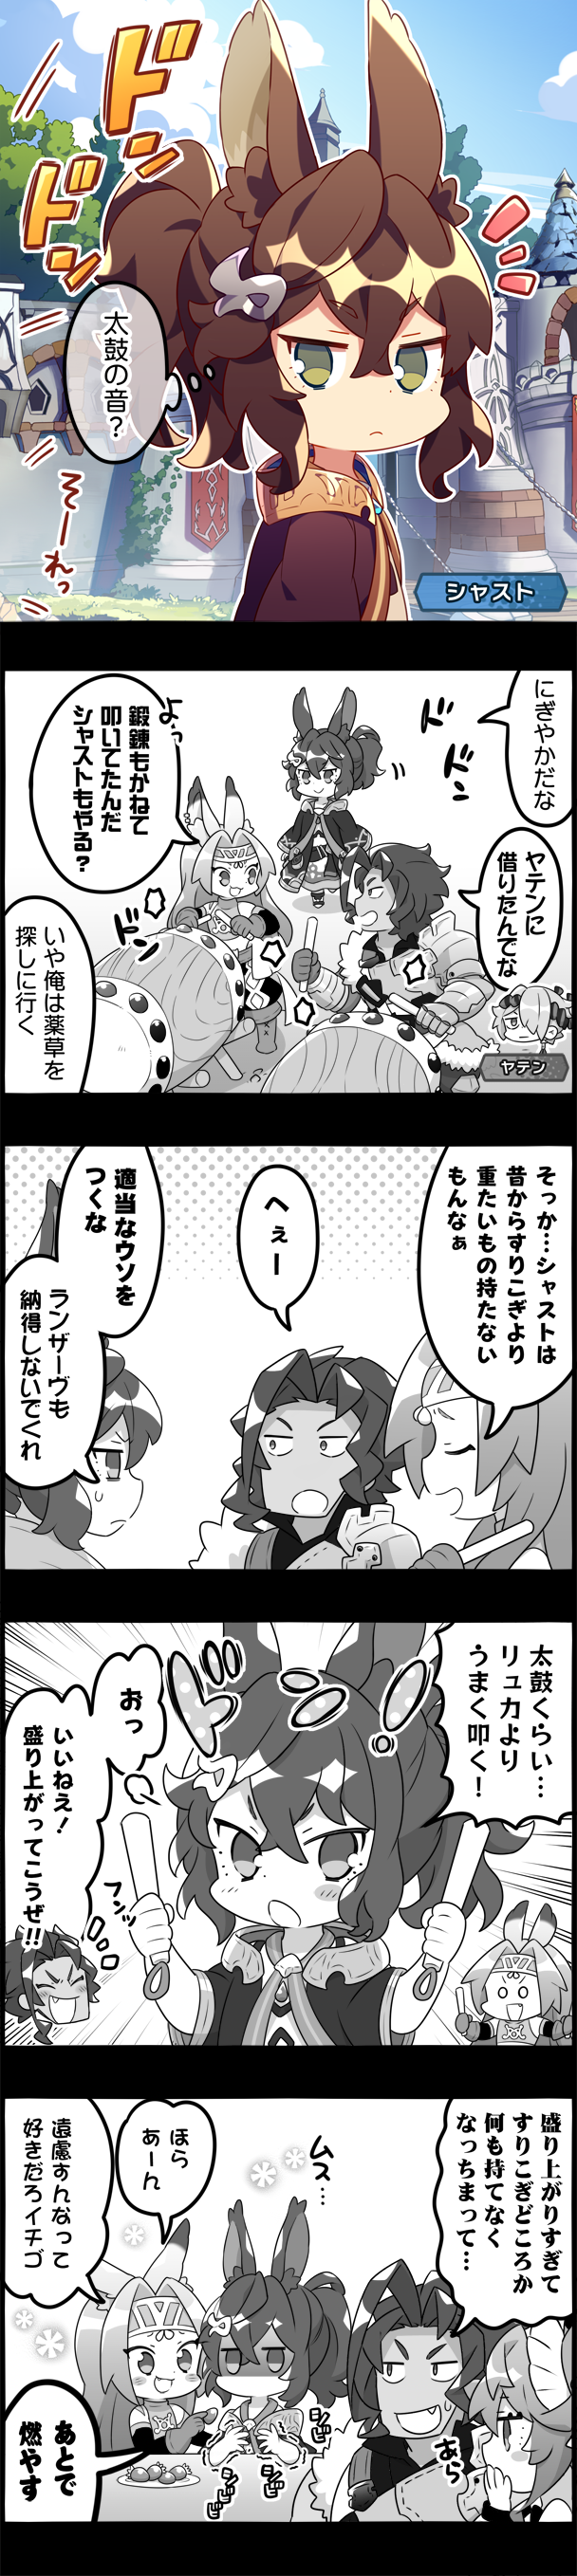 ドン
ドン
太鼓の音？
そーれっ
シャスト
にぎやかだな
ドドン
よっ
鍛錬もかねて
叩いてたんだ
シャストもやる？
ヤテンに
借りたんでな
ドン
いや俺は薬草を
探しに行く
ヤテン
そっか…シャストは
昔からすりこぎより
重たいもの持たない
もんなぁ
へぇー
適当なウソを
つくな
ランザーヴも
納得しないでくれ
太鼓くらい…
リュカより
うまく叩く！
ドン！
おっ
いいねえ！
盛り上がってこうぜ!!
フンッ
盛り上がりすぎて
すりこぎどころか
何も持てなく
なっちまって…
ムス…
ほら
あーん
遠慮すんなって
好きだろイチゴ
あら
ジンジン
ジンジン
あとで
燃やす